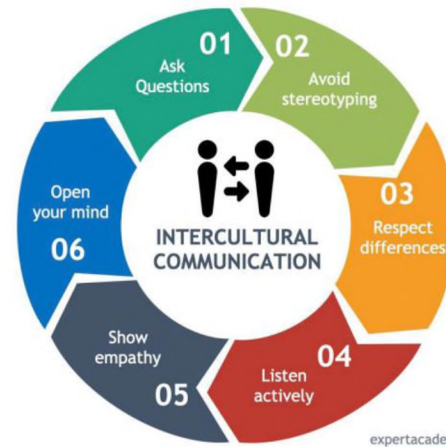 01
Ask
Questions
02
Avoid
stereotyping
03
Respect
differences
04
Listen
actively
05
Show
empathy
Open
your mind
06
INTERCULTURAL
COMMUNICATION
expertacade